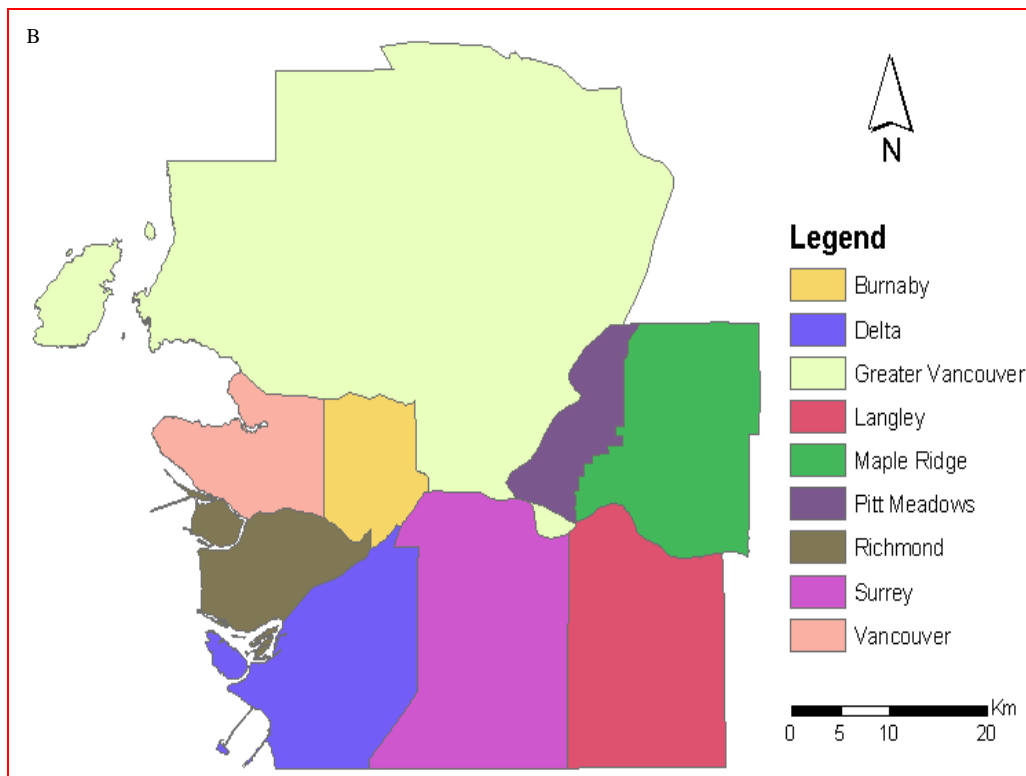 B
N
Legend
Burnaby
Delta
Greater Vancouver
Langley
Maple Ridge
Pitt Meadows
Richmond
Surrey
Vancouver
Km
0 5 10 20